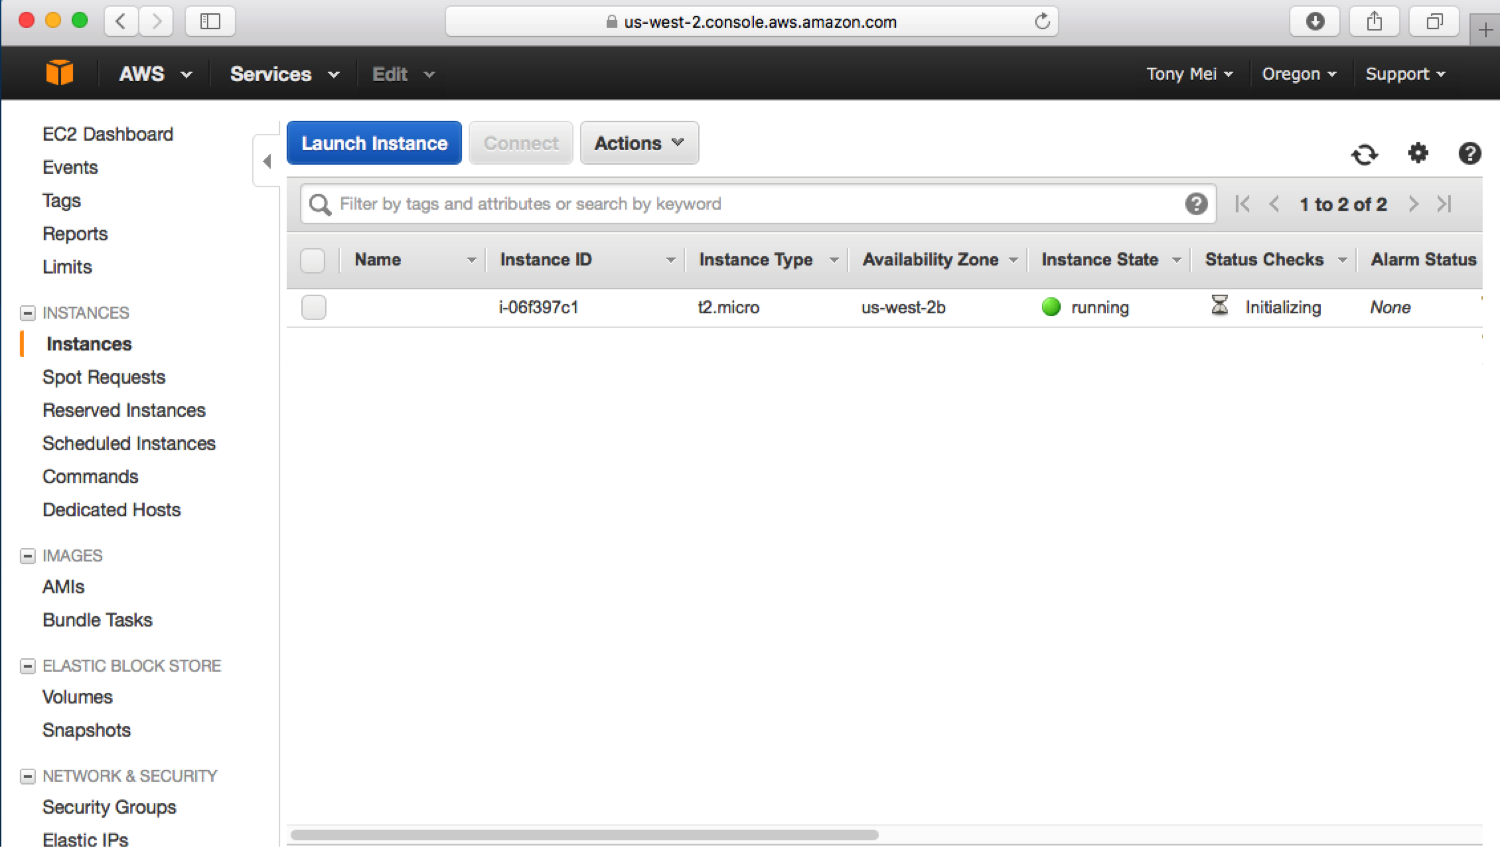 us-west-2.console.aws.amazon.com
AWS Services Edit Tony Mei Oregon Support
EC2 Dashboard
Events
Tags
Reports
Limits
INSTANCES
Instances
Spot Requests
Reserved Instances
Scheduled Instances
Commands
Dedicated Hosts
IMAGES
AMIs
Bundle Tasks
ELASTIC BLOCK STORE
Volumes
Snapshots
NETWORK & SECURITY
Security Groups
Elastic IPs
Launch Instance Connect Actions
Filter by tags and attributes or search by keyword 1 to 2 of 2
Name Instance ID Instance Type Availability Zone Instance State Status Checks Alarm Status
i-06f397c1 t2.micro us-west-2b running Initializing None